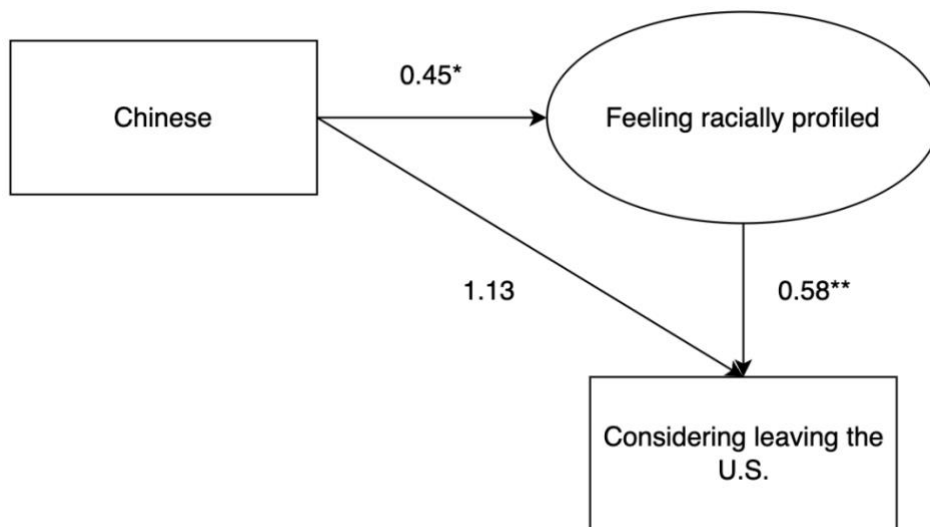 0.45*
Chinese
Feeling racially profiled
1.13
0.58**
Considering leaving the
U.S.